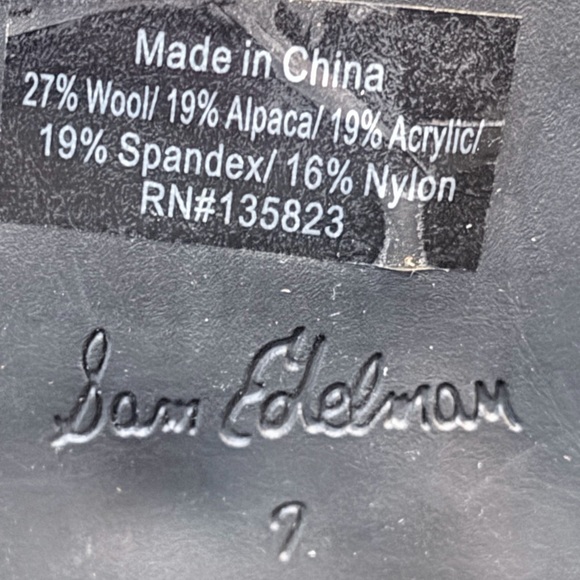 Made in China
27% Wool/ 19% Alpaca/ 19% Acrylic/
19% Spandex/ 16% Nylon
RN#135823
Sam Edelman
7